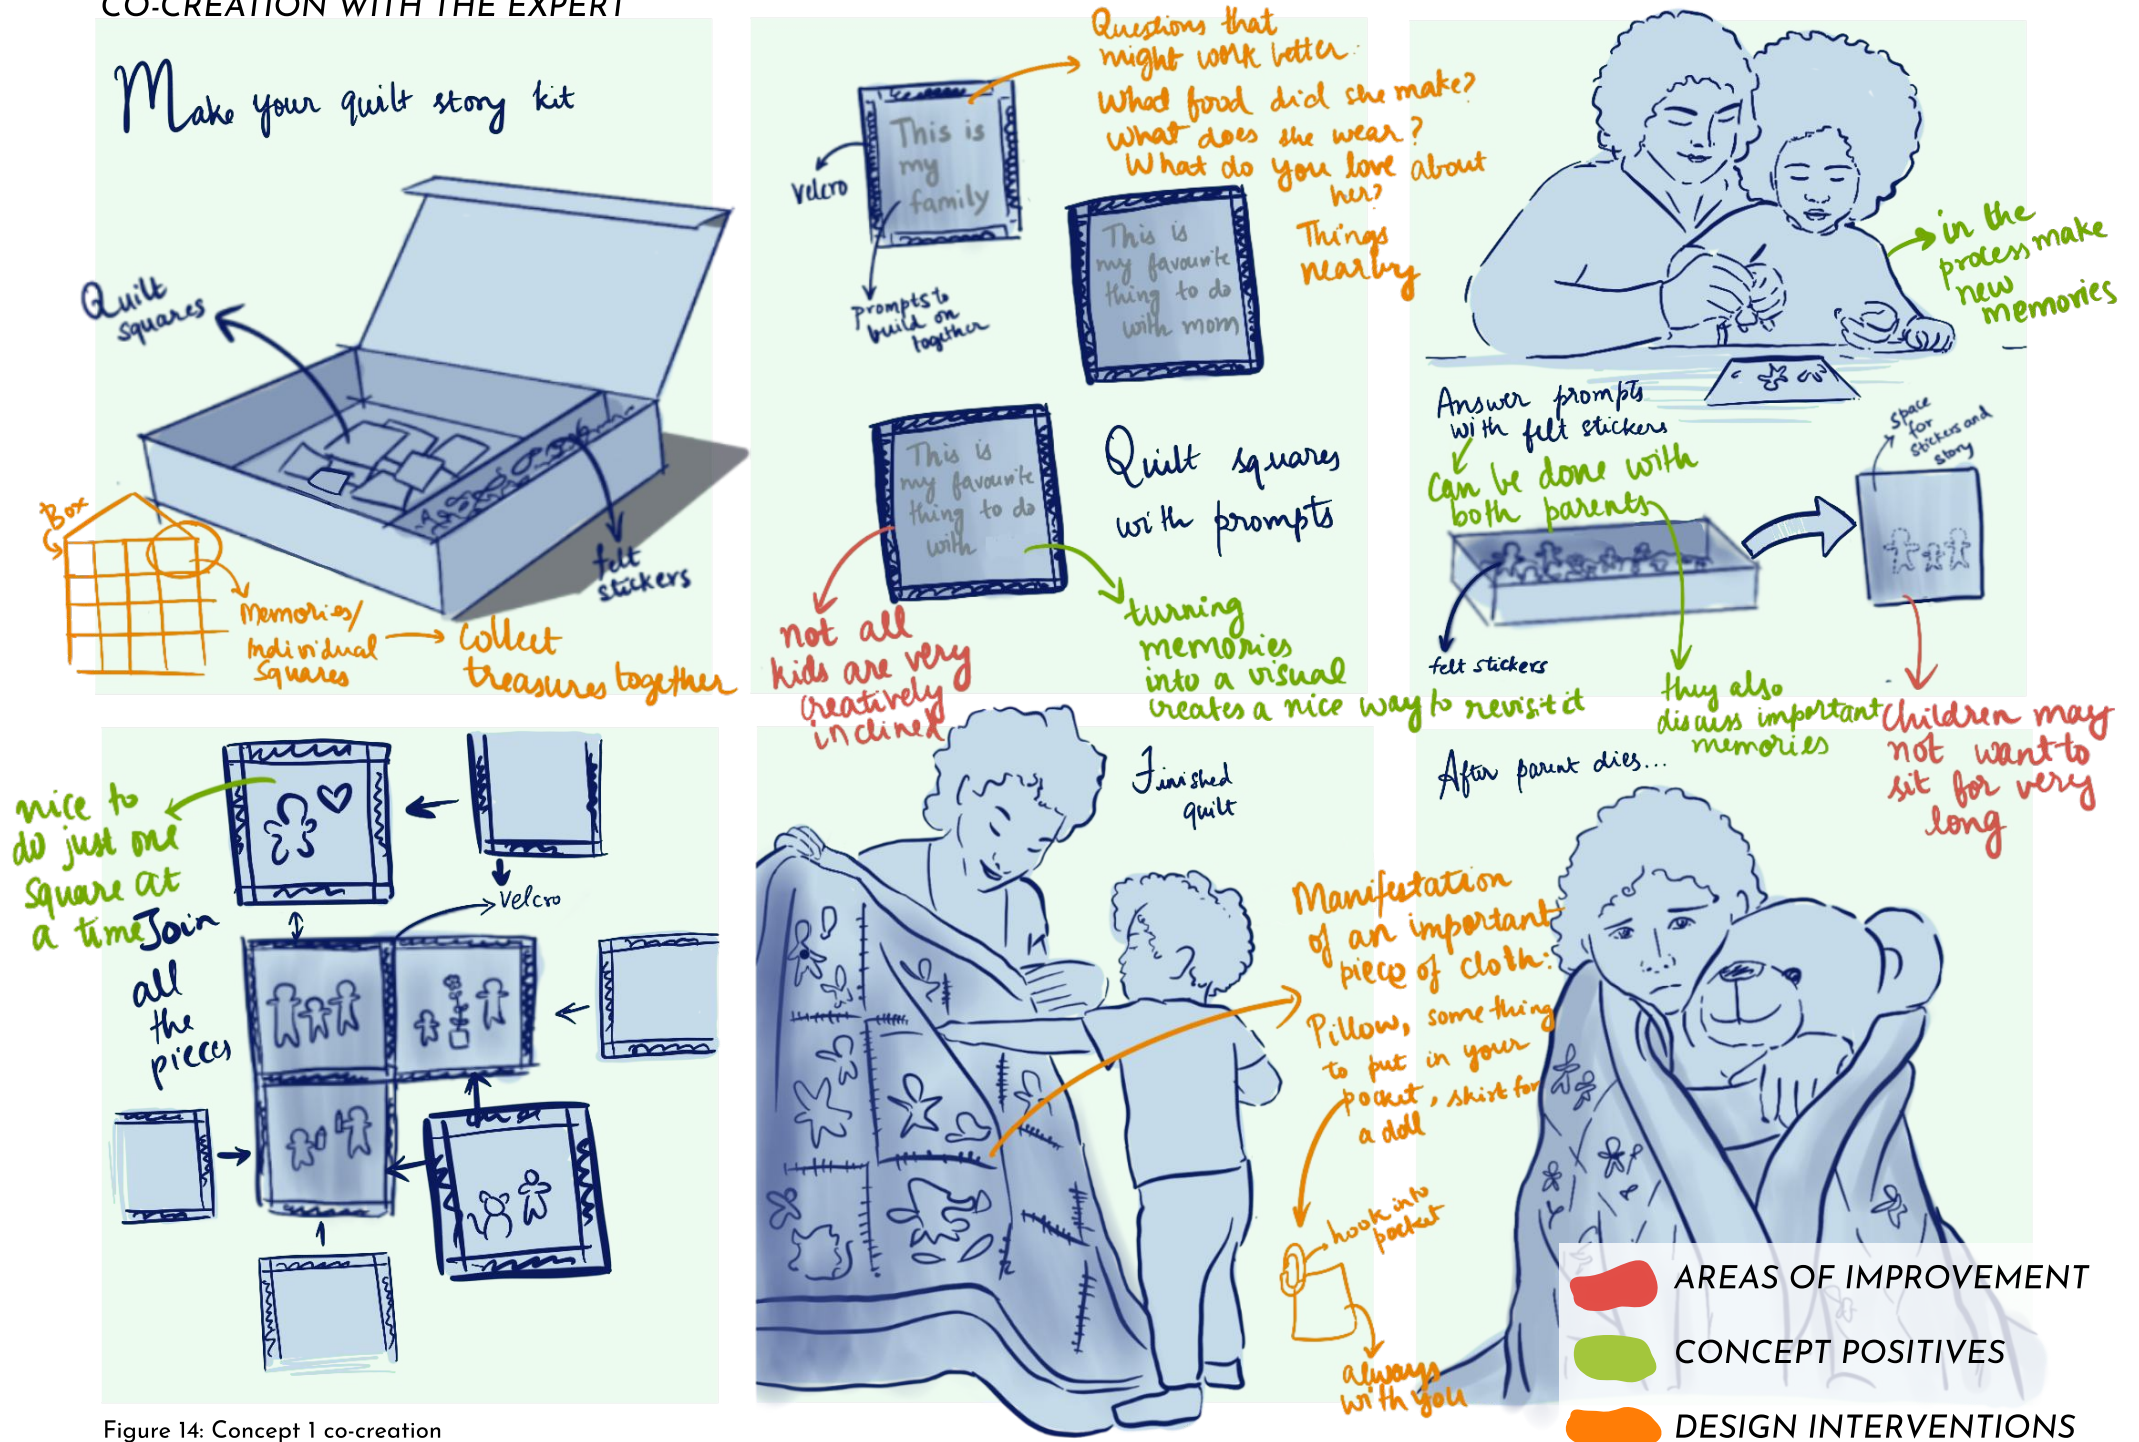 CO-CREATION WITH THE EXPERT
Make your quilt story kit
Quilt
squares
felt
stickers
Box
Memories/
Individual
Squares
Collect
treasures together
This is
my
family
Velcro
prompts to
build on
together
Questions that
might work better:
What food did she make?
What does she wear?
What do you love about
her?
Things
nearby
This is
my favourite
thing to do
with mom
This is
my favourite
thing to do
with
Quilt squares
with prompts
not all
kids are very
creatively
inclined
turning
memories
into a visual
creates a nice way to revisit it
in the
process make
new
memories
Answer prompts
with felt stickers
Can be done with
both parents
space
for
stickers and
story
felt stickers
they also
discuss important
memories
Children may
not want to
sit for very
long
nice to
do just one
square at
a time
Join
all
the
pieces
Velcro
Finished
quilt
Manifestation
of an important
piece of cloth:
Pillow, something
to put in your
pocket, skirt for
a doll
hook into
pocket
always
with you
After parent dies...
AREAS OF IMPROVEMENT
CONCEPT POSITIVES
DESIGN INTERVENTIONS
Figure 14: Concept 1 co-creation